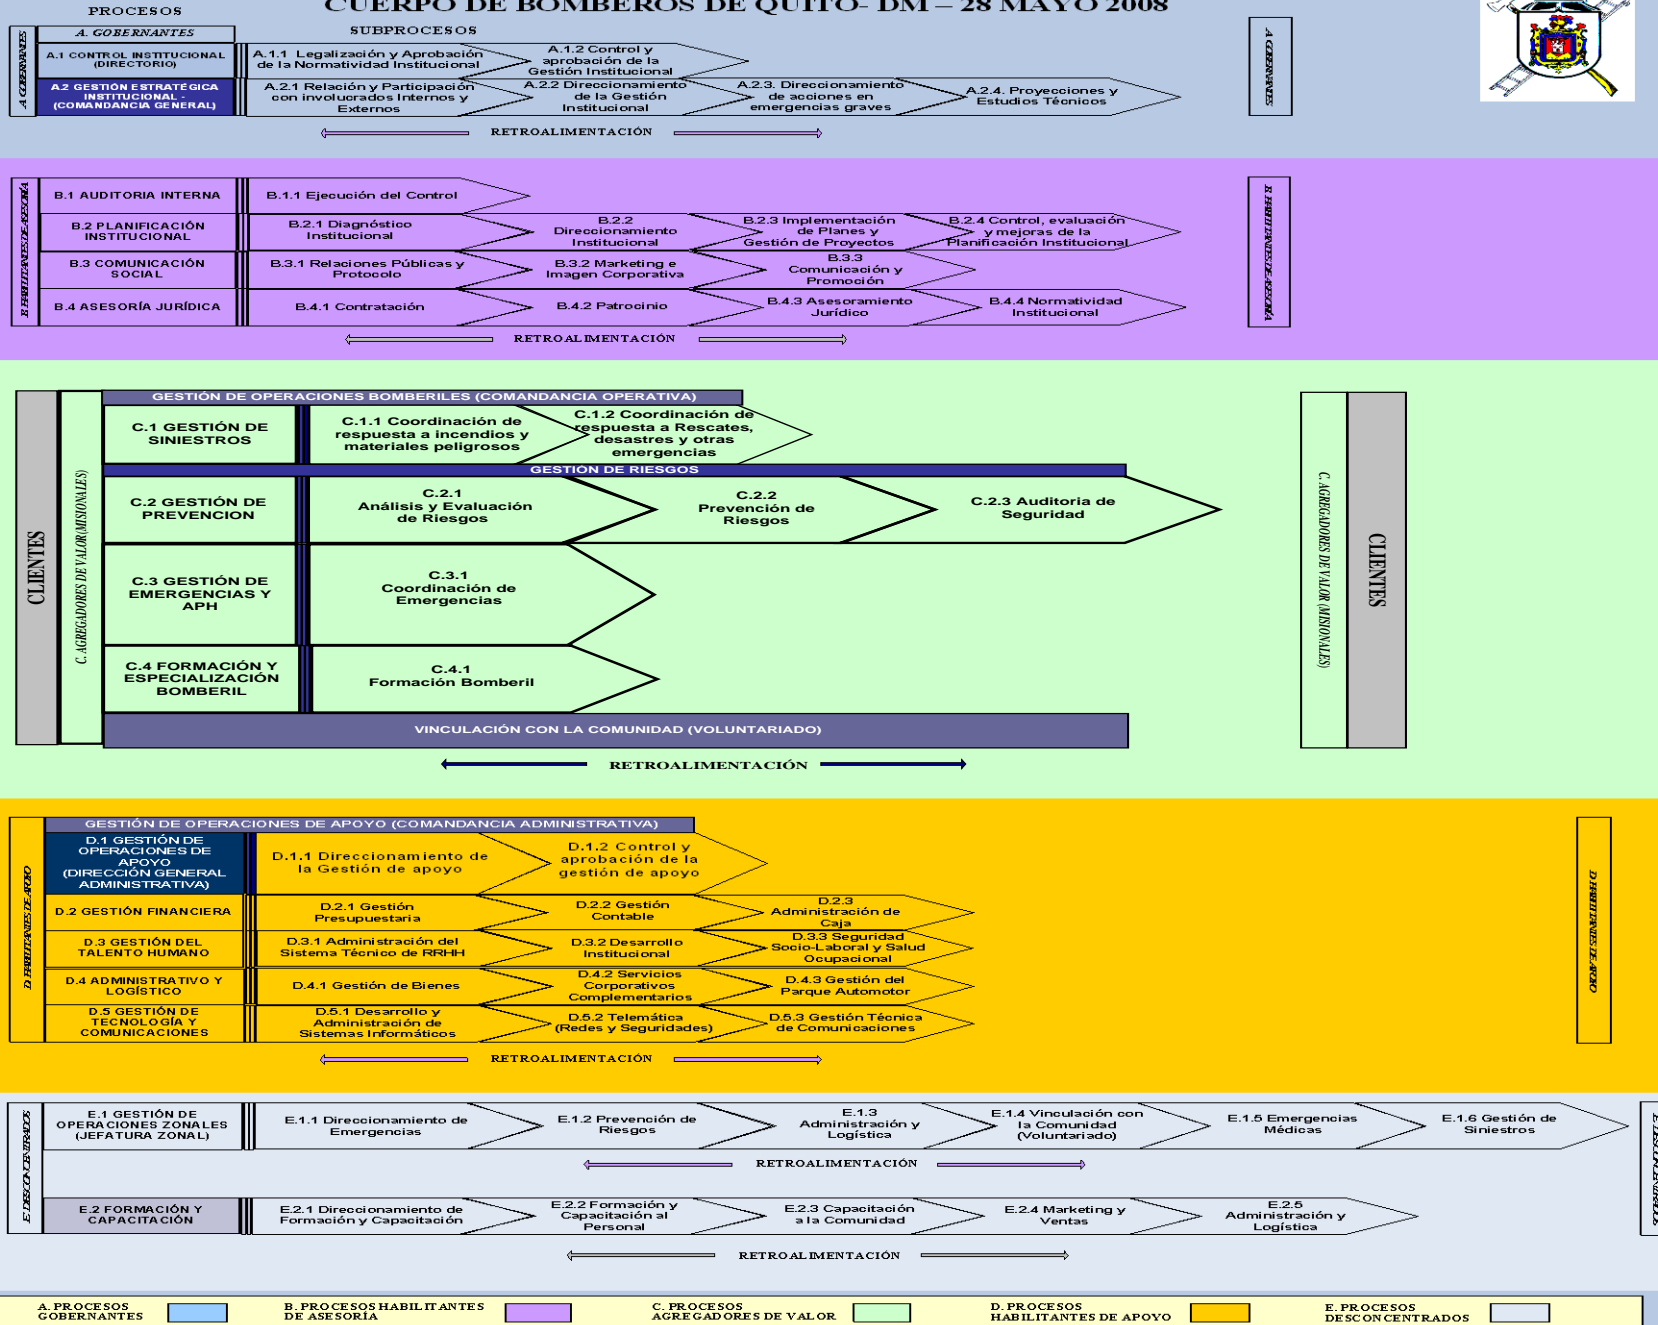 CUERPO DE BOMBEROS DE QUITO- DM – 28 MAYO 2008
PROCESOS
SUBPROCESOS
A. GOBERNANTES
A. GOBERNANTES
A.1 CONTROL INSTITUCIONAL
(DIRECTORIO)
A.1.1 Legalización y Aprobación
de la Normatividad Institucional
A.1.2 Control y
aprobación de la
Gestión Institucional
A.2 GESTIÓN ESTRATÉGICA
INSTITUCIONAL -
(COMANDANCIA GENERAL)
A.2.1 Relación y Participación
con involucrados Internos y
Externos
A.2.2 Direccionamiento
de la Gestión
Institucional
A.2.3. Direccionamiento
de acciones en
emergencias graves
A.2.4. Proyecciones y
Estudios Técnicos
A. GOBERNANTES
RETROALIMENTACIÓN
B. HABILITANTES DE ASESORÍA
B.1 AUDITORIA INTERNA
B.1.1 Ejecución del Control
B.2 PLANIFICACIÓN
INSTITUCIONAL
B.2.1 Diagnóstico
Institucional
B.2.2
Direccionamiento
Institucional
B.2.3 Implementación
de Planes y
Gestión de Proyectos
B.2.4 Control, evaluación
y mejoras de la
Planificación Institucional
B.3 COMUNICACIÓN
SOCIAL
B.3.1 Relaciones Públicas y
Protocolo
B.3.2 Marketing e
Imagen Corporativa
B.3.3
Comunicación y
Promoción
B.4 ASESORÍA JURÍDICA
B.4.1 Contratación
B.4.2 Patrocinio
B.4.3 Asesoramiento
Jurídico
B.4.4 Normatividad
Institucional
B. HABILITANTES DE ASESORÍA
RETROALIMENTACIÓN
CLIENTES
C. AGREGADORES DE VALOR (MISIONALES)
GESTIÓN DE OPERACIONES BOMBERILES (COMANDANCIA OPERATIVA)
C.1 GESTIÓN DE
SINIESTROS
C.1.1 Coordinación de
respuesta a incendios y
materiales peligrosos
C.1.2 Coordinación de
respuesta a Rescates,
desastres y otras
emergencias
GESTIÓN DE RIESGOS
C.2 GESTIÓN DE
PREVENCION
C.2.1
Análisis y Evaluación
de Riesgos
C.2.2
Prevención de
Riesgos
C.2.3 Auditoria de
Seguridad
C.3 GESTIÓN DE
EMERGENCIAS Y
APH
C.3.1
Coordinación de
Emergencias
C.4 FORMACIÓN Y
ESPECIALIZACIÓN
BOMBERIL
C.4.1
Formación Bomberil
VINCULACIÓN CON LA COMUNIDAD (VOLUNTARIADO)
C. AGREGADORES DE VALOR (MISIONALES)
CLIENTES
RETROALIMENTACIÓN
D. HABILITANTES DE APOYO
GESTIÓN DE OPERACIONES DE APOYO (COMANDANCIA ADMINISTRATIVA)
D.1 GESTIÓN DE
OPERACIONES DE
APOYO
(DIRECCIÓN GENERAL
ADMINISTRATIVA)
D.1.1 Direccionamiento de
la Gestión de apoyo
D.1.2 Control y
aprobación de la
gestión de apoyo
D.2 GESTIÓN FINANCIERA
D.2.1 Gestión
Presupuestaria
D.2.2 Gestión
Contable
D.2.3
Administración de
Caja
D.3 GESTIÓN DEL
TALENTO HUMANO
D.3.1 Administración del
Sistema Técnico de RRHH
D.3.2 Desarrollo
Institucional
D.3.3 Seguridad
Socio-Laboral y Salud
Ocupacional
D.4 ADMINISTRATIVO Y
LOGÍSTICO
D.4.1 Gestión de Bienes
D.4.2 Servicios
Corporativos
Complementarios
D.4.3 Gestión del
Parque Automotor
D.5 GESTIÓN DE
TECNOLOGÍA Y
COMUNICACIONES
D.5.1 Desarrollo y
Administración de
Sistemas Informáticos
D.5.2 Telemática
(Redes y Seguridades)
D.5.3 Gestión Técnica
de Comunicaciones
D. HABILITANTES DE APOYO
RETROALIMENTACIÓN
E. DESCONCENTRADOS
E.1 GESTIÓN DE
OPERACIONES ZONALES
(JEFATURA ZONAL)
E.1.1 Direccionamiento de
Emergencias
E.1.2 Prevención de
Riesgos
E.1.3
Administración y
Logística
E.1.4 Vinculación con
la Comunidad
(Voluntariado)
E.1.5 Emergencias
Médicas
E.1.6 Gestión de
Siniestros
RETROALIMENTACIÓN
E.2 FORMACIÓN Y
CAPACITACIÓN
E.2.1 Direccionamiento de
Formación y Capacitación
E.2.2 Formación y
Capacitación al
Personal
E.2.3 Capacitación
a la Comunidad
E.2.4 Marketing y
Ventas
E.2.5
Administración y
Logística
E. DESCONCENTRADOS
RETROALIMENTACIÓN
A. PROCESOS
GOBERNANTES
B. PROCESOS HABILITANTES
DE ASESORÍA
C. PROCESOS
AGREGADORES DE VALOR
D. PROCESOS
HABILITANTES DE APOYO
E. PROCESOS
DESCONCENTRADOS